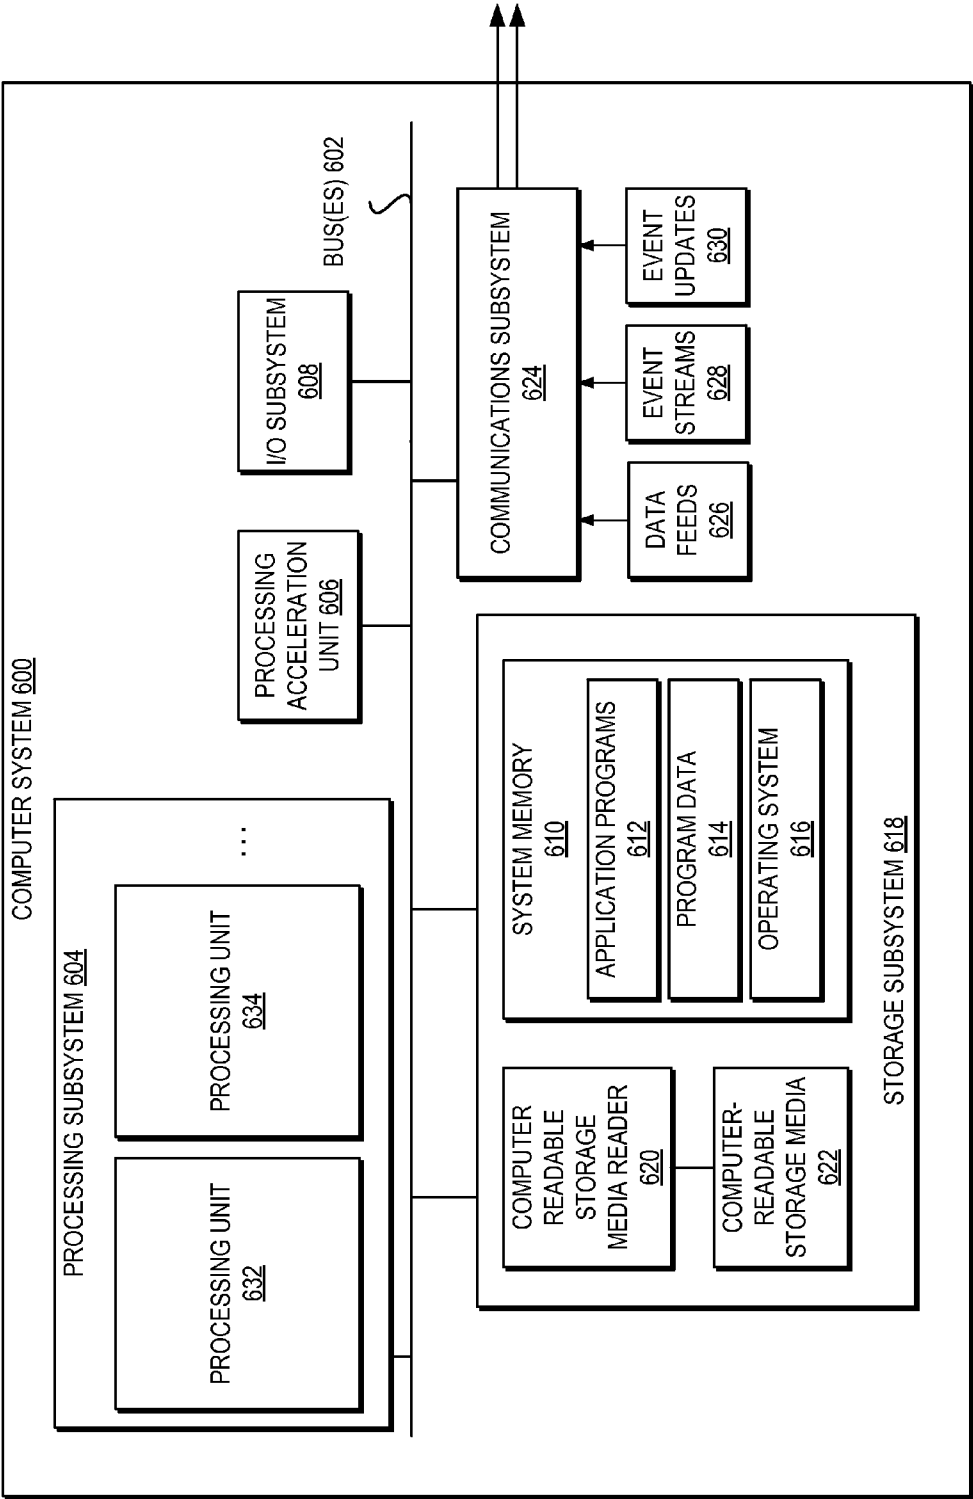 COMPUTER SYSTEM 600
PROCESSING SUBSYSTEM 604
PROCESSING UNIT
632
PROCESSING UNIT
634
...
PROCESSING
ACCELERATION
UNIT 606
I/O SUBSYSTEM
608
BUS(ES) 602
COMPUTER
READABLE
STORAGE
MEDIA READER
620
COMPUTER-
READABLE
STORAGE MEDIA
622
SYSTEM MEMORY
610
APPLICATION PROGRAMS
612
PROGRAM DATA
614
OPERATING SYSTEM
616
STORAGE SUBSYSTEM 618
COMMUNICATIONS SUBSYSTEM
624
DATA
FEEDS
626
EVENT
STREAMS
628
EVENT
UPDATES
630